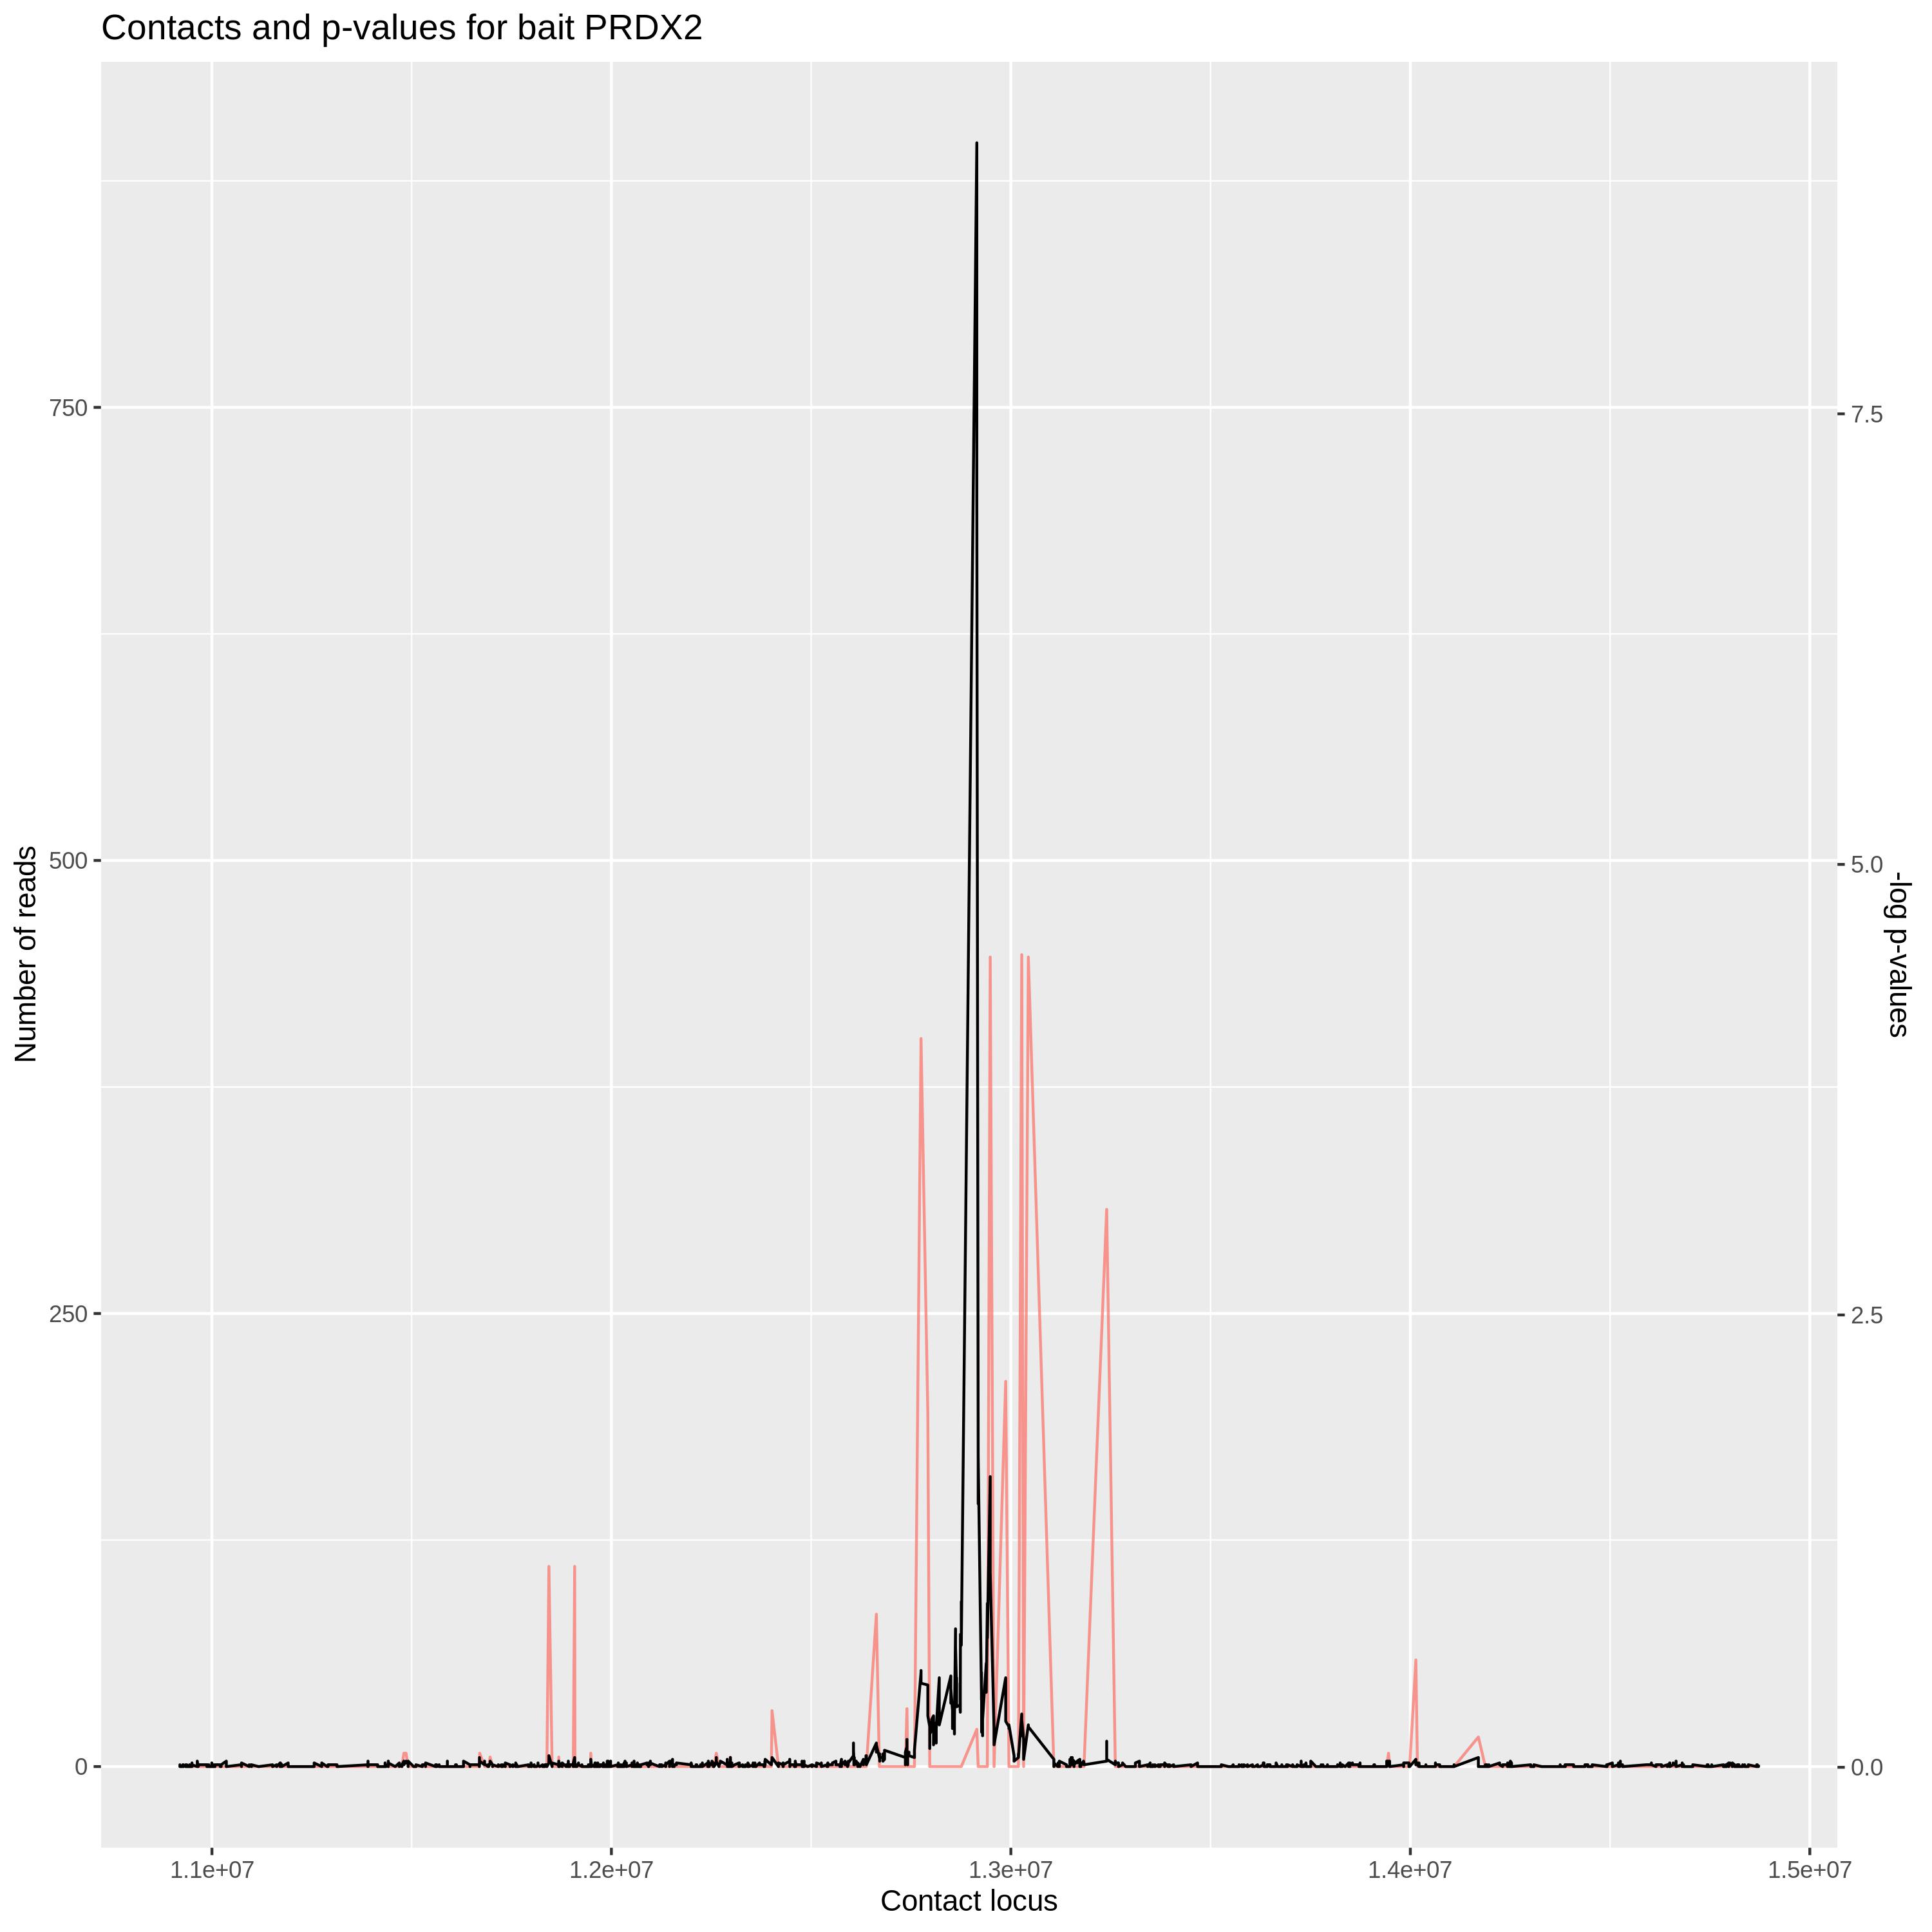 Contacts and p-values for bait PRDX2
Number of reads
750
500
250
0
7.5
5.0
2.5
0.0
-log p-values
1.1e+07
1.2e+07
1.3e+07
1.4e+07
1.5e+07
Contact locus